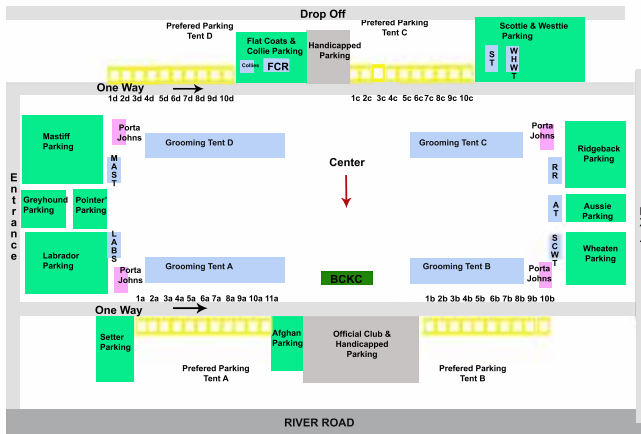 Drop Off
Prefered Parking
Tent D
Prefered Parking
Tent C
Flat Coats &
Collie Parking
Collies
FCR
Handicapped
Parking
Scottie & Westtie
Parking
ST
WHWT
One Way
1d 2d 3d 4d 5d 6d 7d 8d 9d 10d
1c 2c 3c 4c 5c 6c 7c 8c 9c 10c
Entrance
Mastiff
Parking
Porta
Johns
MAST
Grooming Tent D
Grooming Tent C
Porta
Johns
RR
Ridgeback
Parking
Center
Greyhound
Parking
Pointer'
Parking
AT
Aussie
Parking
Labrador
Parking
LABS
Porta
Johns
Grooming Tent A
BCKC
Grooming Tent B
SCWT
Porta
Johns
Wheaten
Parking
One Way
1a 2a 3a 4a 5a 6a 7a 8a 9a 10a 11a
1b 2b 3b 4b 5b 6b 7b 8b 9b 10b
Setter
Parking
Afghan
Parking
Official Club &
Handicapped
Parking
Prefered Parking
Tent A
Prefered Parking
Tent B
RIVER ROAD